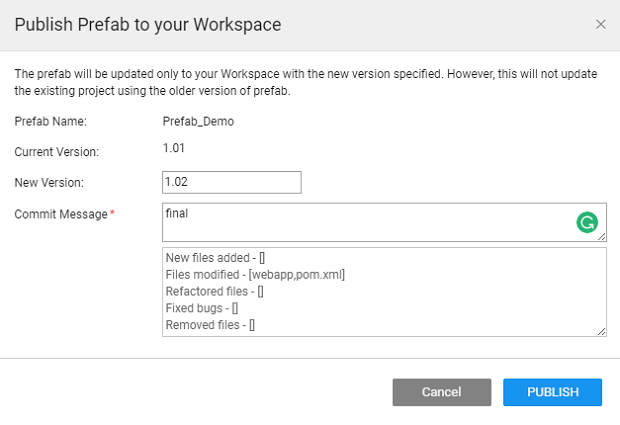 Publish Prefab to your Workspace
The prefab will be updated only to your Workspace with the new version specified. However, this will not update
the existing project using the older version of prefab.
Prefab Name: Prefab_Demo
Current Version: 1.01
New Version: 1.02
Commit Message * final
New files added - []
Files modified - [webapp,pom.xml]
Refactored files - []
Fixed bugs - []
Removed files - []
Cancel PUBLISH